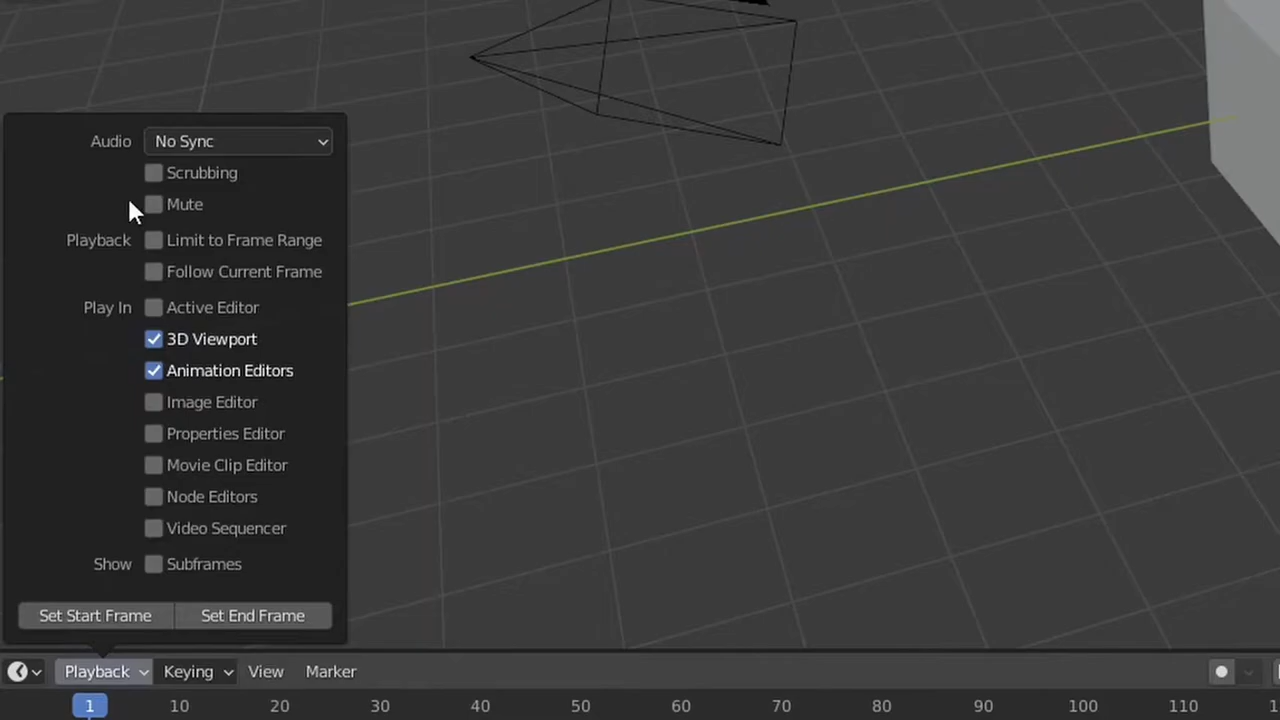 Audio No Sync
Scrubbing
Mute
Playback Limit to Frame Range
Follow Current Frame
Play In Active Editor
3D Viewport
Animation Editors
Image Editor
Properties Editor
Movie Clip Editor
Node Editors
Video Sequencer
Show Subframes
Set Start Frame Set End Frame
Playback Keying View Marker
1 10 20 30 40 50 60 70 80 90 100 110